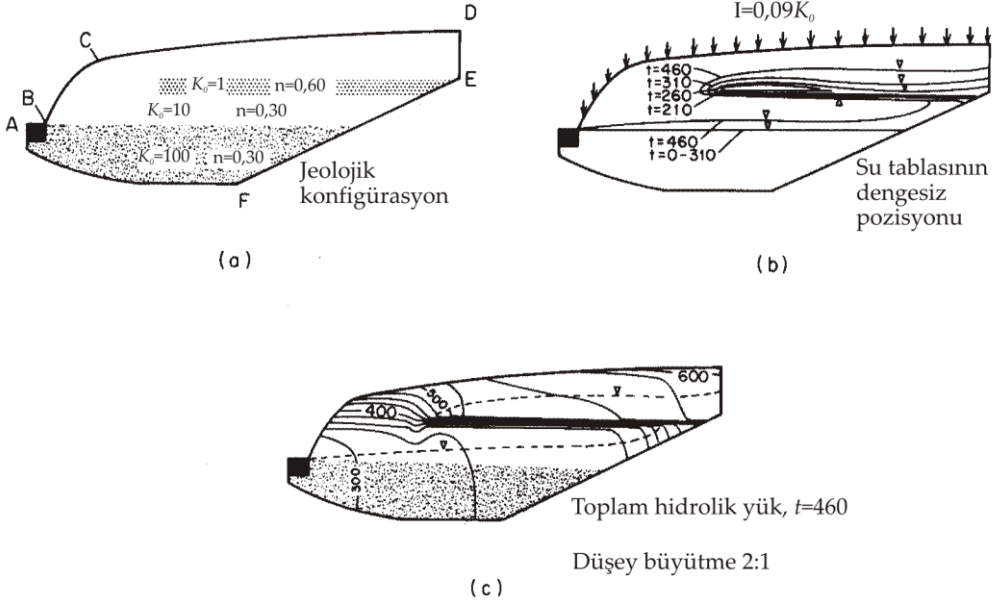 D
C
E
B
A
K₀=1 n=0,60
K₀=10 n=0.30
K₀=100 n=0,30
F
Jeolojik
konfigürasyon
(a)
I=0,09K₀
t=460
t=310
t=260
t=210
t=460
t=0-310
Su tablasının
dengesiz
pozisyonu
(b)
600
500
400
300
Toplam hidrolik yük, t=460
Düşey büyütme 2:1
(c)